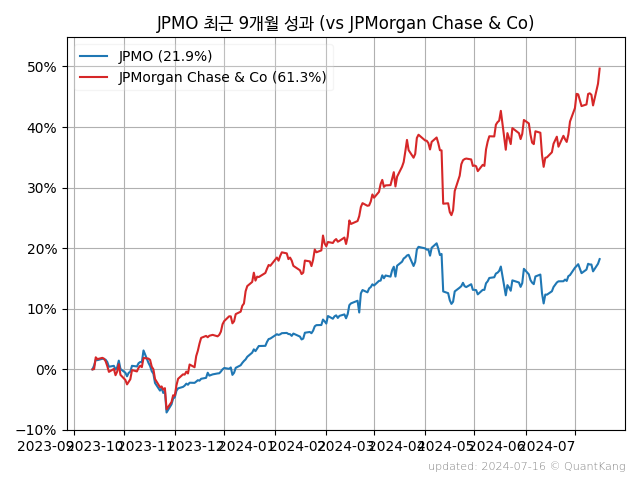 JPMO 최근 9개월 성과 (vs JPMorgan Chase & Co)
JPMO (21.9%)
JPMorgan Chase & Co (61.3%)
50%
40%
30%
20%
10%
0%
−10%
2023-09 2023-10 2023-11 2023-12 2024-01 2024-02 2024-03 2024-04 2024-05 2024-06 2024-07
updated: 2024-07-16 © QuantKang